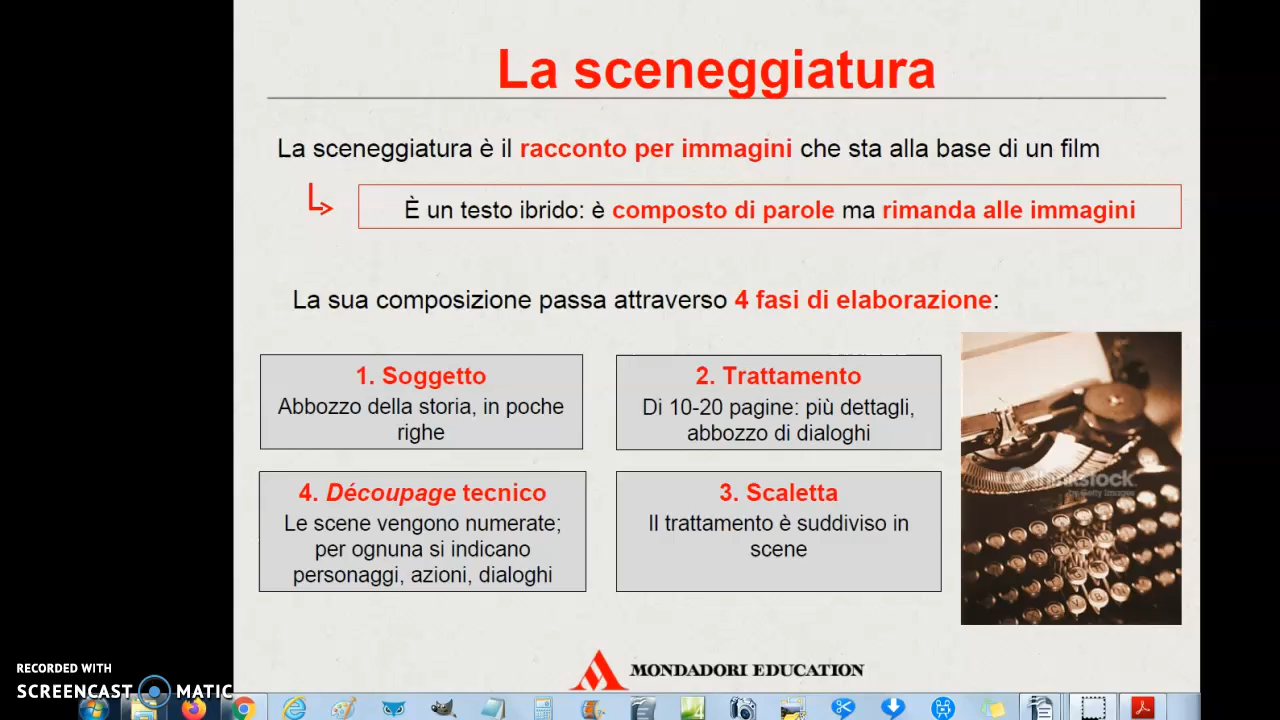 La sceneggiatura
La sceneggiatura è il racconto per immagini che sta alla base di un film
È un testo ibrido: è composto di parole ma rimanda alle immagini
La sua composizione passa attraverso 4 fasi di elaborazione:
1. Soggetto
Abbozzo della storia, in poche
righe
2. Trattamento
Di 10-20 pagine: più dettagli,
abbozzo di dialoghi
4. Découpage tecnico
Le scene vengono numerate;
per ognuna si indicano
personaggi, azioni, dialoghi
3. Scaletta
Il trattamento è suddiviso in
scene
MONDADORI EDUCATION
RECORDED WITH
SCREENCAST MATIC